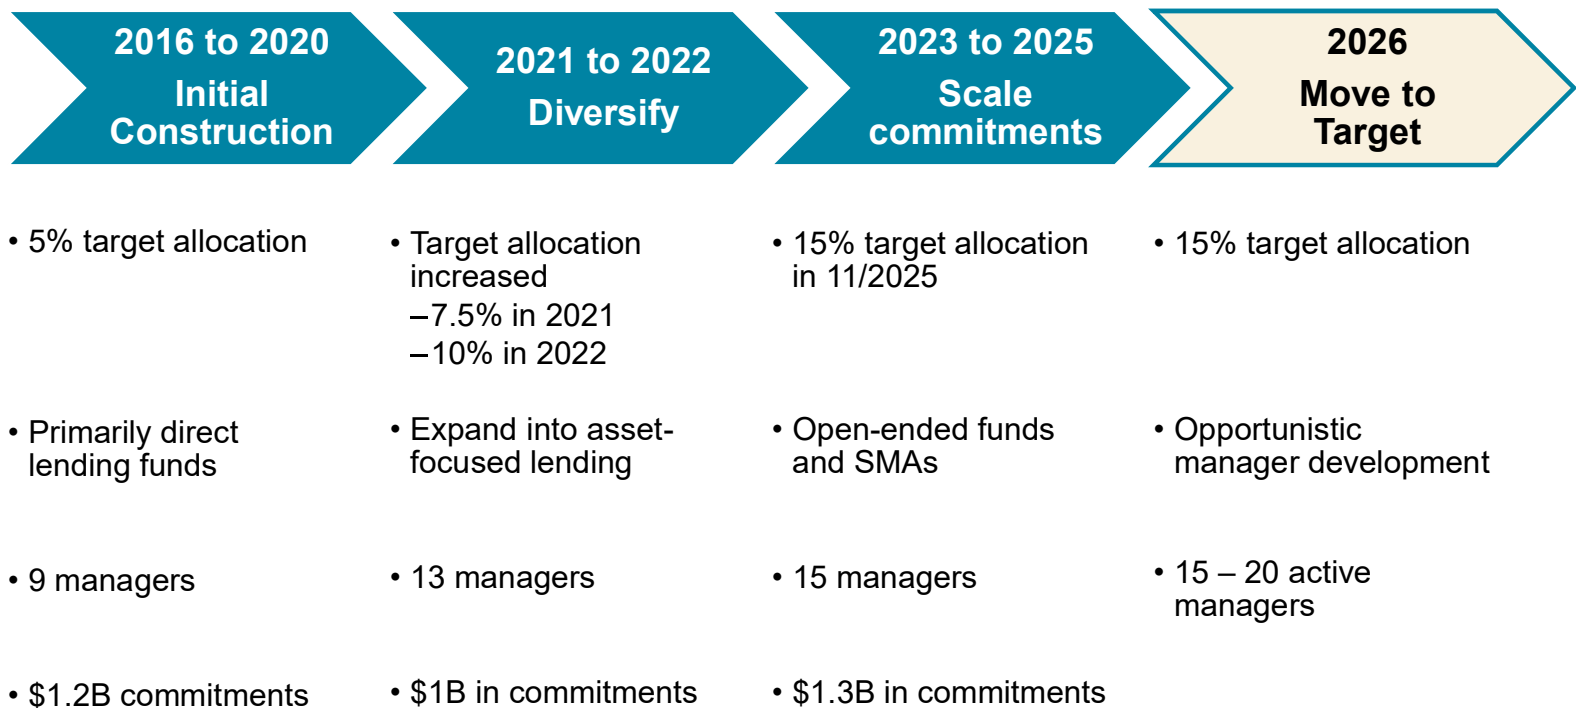 2016 to 2020
Initial
Construction
2021 to 2022
Diversify
2023 to 2025
Scale
commitments
2026
Move to
Target
• 5% target allocation
• Target allocation
increased
–7.5% in 2021
–10% in 2022
• 15% target allocation
in 11/2025
• 15% target allocation
• Primarily direct
lending funds
• Expand into asset-
focused lending
• Open-ended funds
and SMAs
• Opportunistic
manager development
• 9 managers
• 13 managers
• 15 managers
• 15 – 20 active
managers
• $1.2B commitments
• $1B in commitments
• $1.3B in commitments